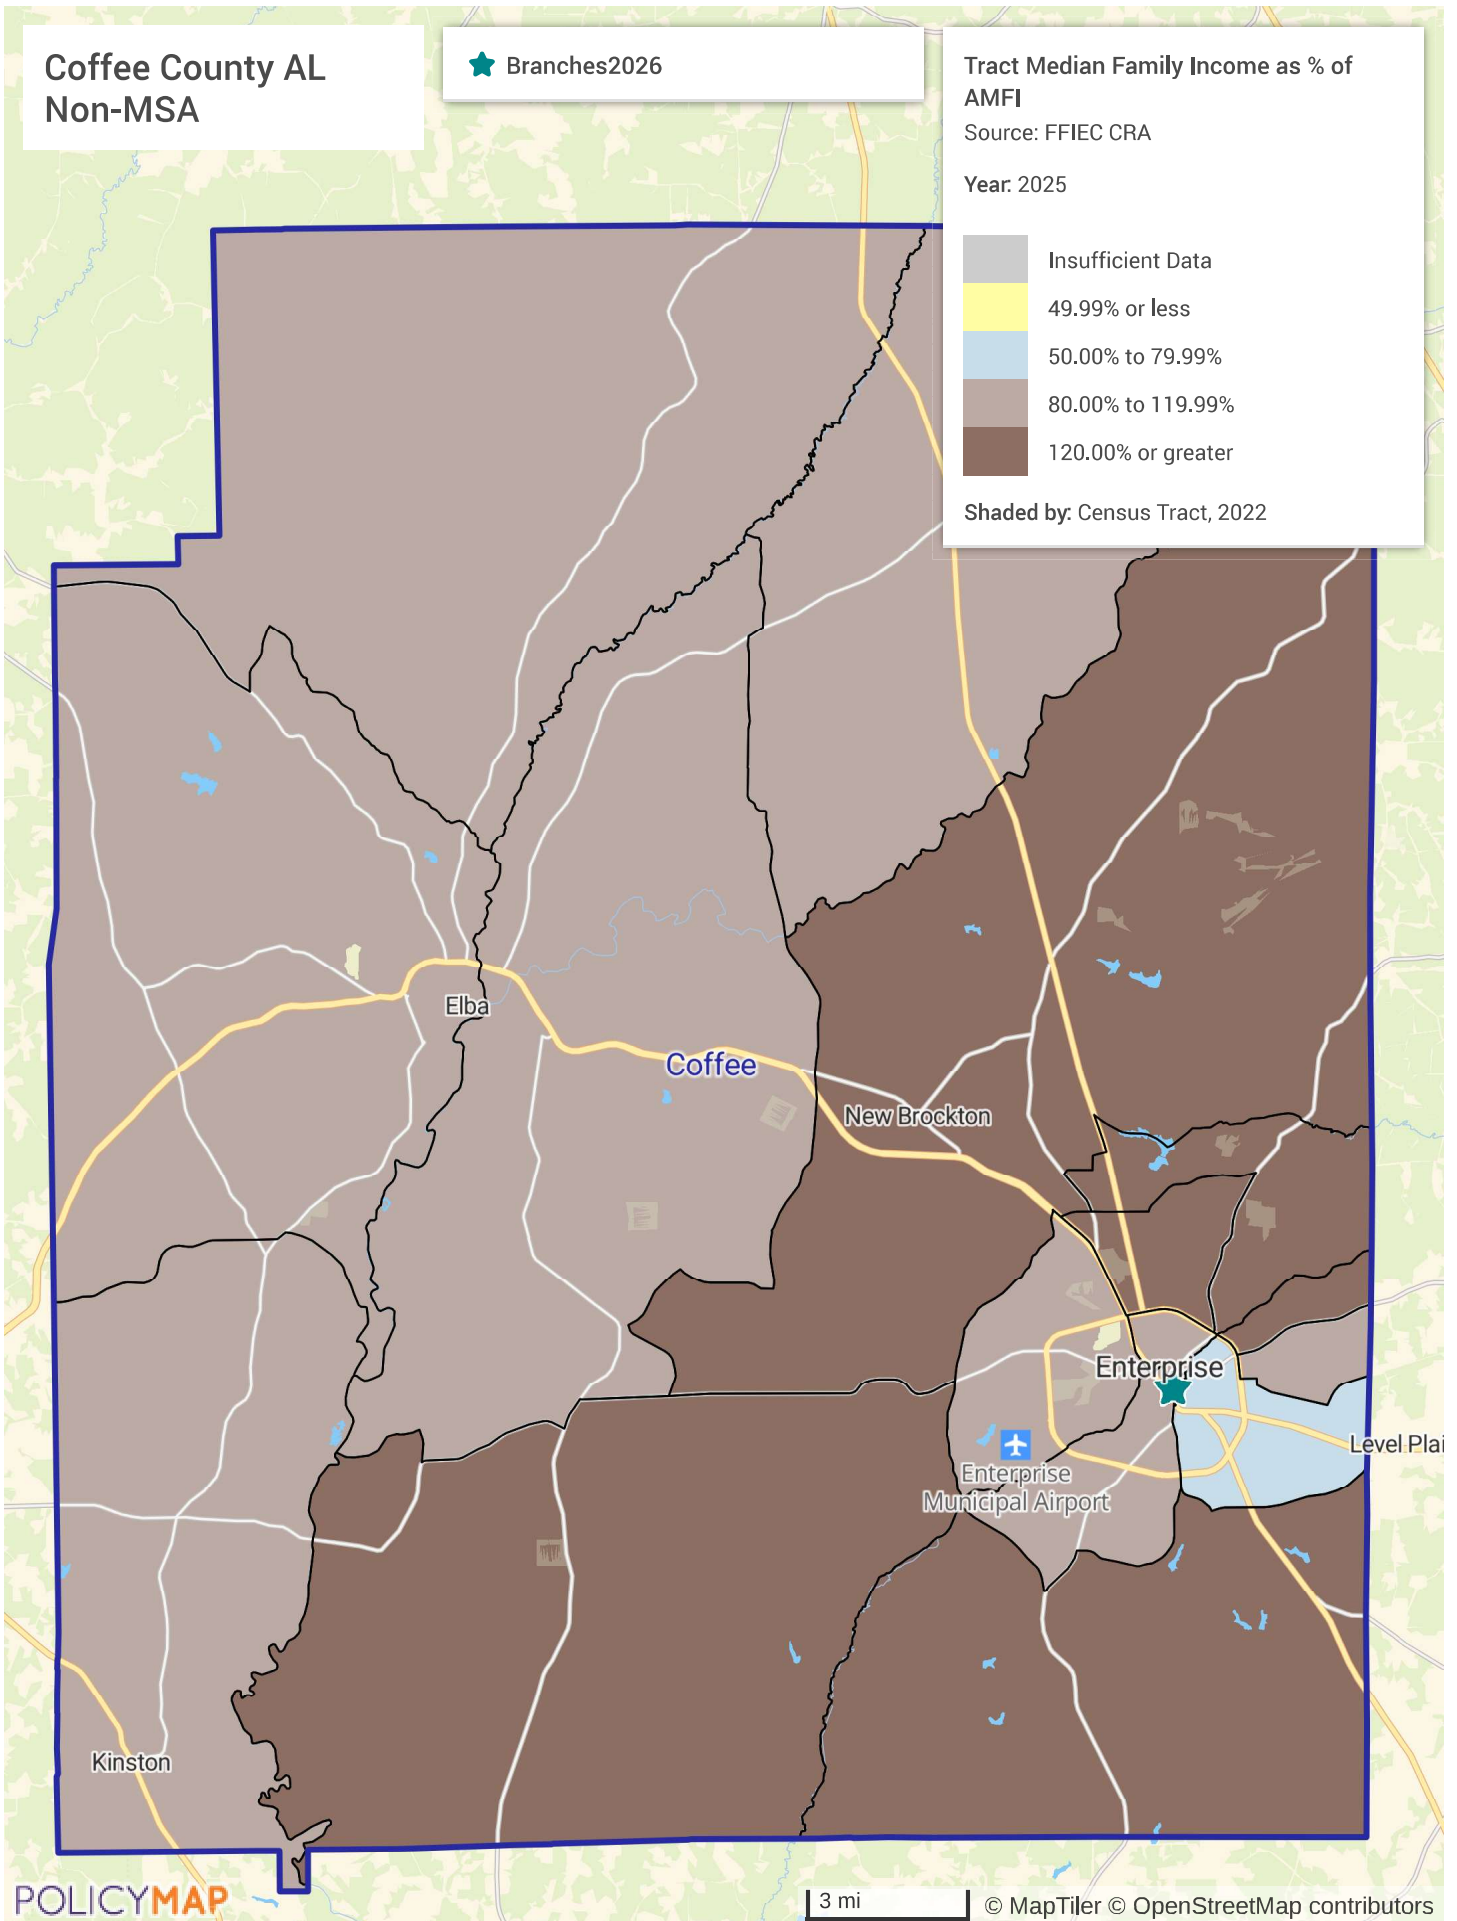 Coffee County AL
Non-MSA
Branches2026
Tract Median Family Income as % of
AMFI
Source: FFIEC CRA
Year: 2025
Insufficient Data
49.99% or less
50.00% to 79.99%
80.00% to 119.99%
120.00% or greater
Shaded by: Census Tract, 2022
Elba
Coffee
New Brockton
Enterprise
Level Plai
Enterprise
Municipal Airport
Kinston
POLICYMAP
3 mi
© MapTiler © OpenStreetMap contributors